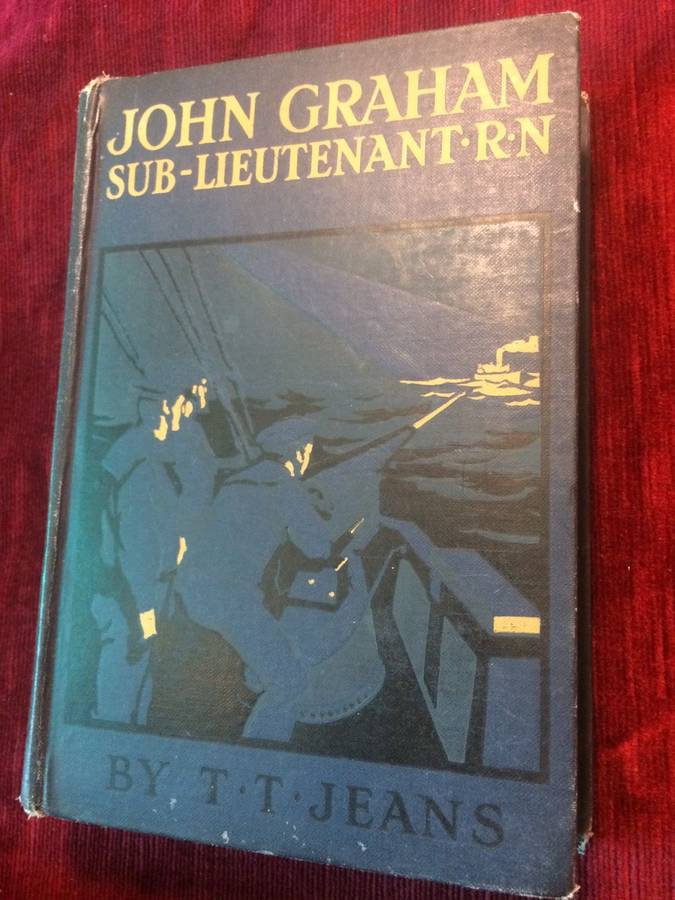 JOHN GRAHAM
SUB-LIEUTENANT·R·N
BY T·T·JEANS